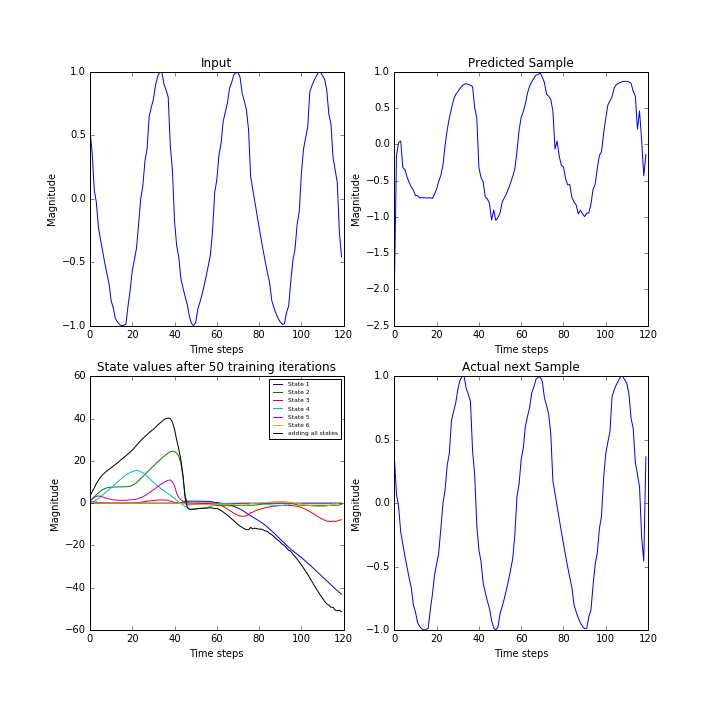 Input
1.0
0.5
0.0
−0.5
−1.0
Magnitude
0 20 40 60 80 100 120
Time steps
Predicted Sample
1.0
0.5
0.0
−0.5
−1.0
−1.5
−2.0
−2.5
Magnitude
0 20 40 60 80 100 120
Time steps
State values after 50 training iterations
60
40
20
0
−20
−40
−60
Magnitude
State 1
State 2
State 3
State 4
State 5
State 6
adding all states
0 20 40 60 80 100 120
Time steps
Actual next Sample
1.0
0.5
0.0
−0.5
−1.0
Magnitude
0 20 40 60 80 100 120
Time steps